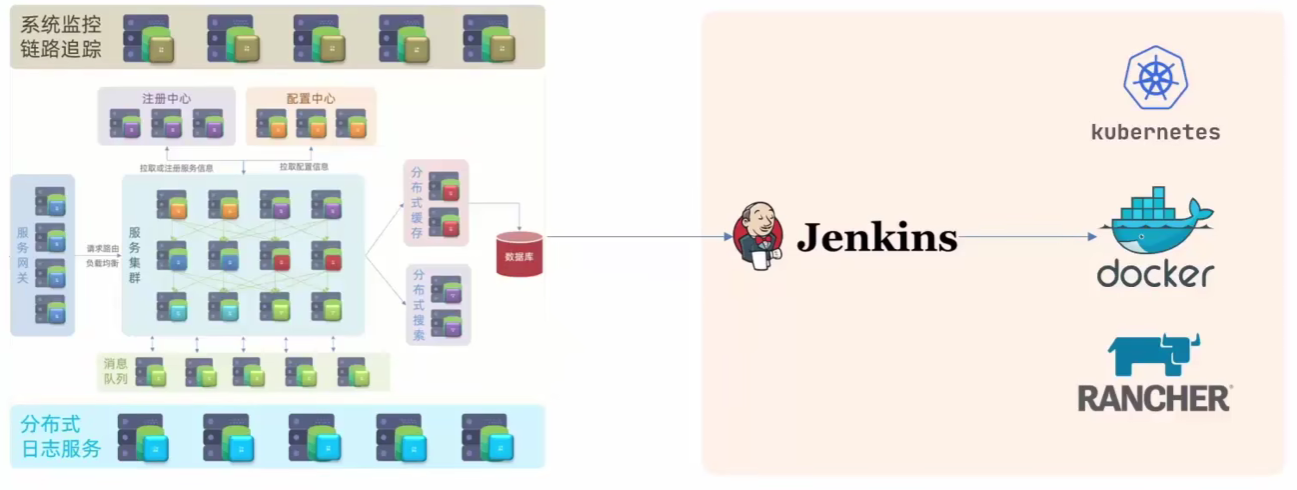 系统监控
链路追踪
注册中心
配置中心
拉取或注册服务信息
拉取配置信息
服务网关
请求路由
负载均衡
服务集群
分布式缓存
分布式搜索
数据库
消息
队列
分布式
日志服务
Jenkins
kubernetes
docker
RANCHER